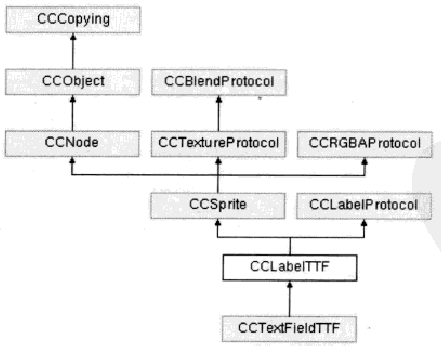 CCCopying
CCObject CCBlendProtocol
CCNode CCTextureProtocol CCRGBAProtocol
CCSprite CCLabelProtocol
CCLabelTTF
CCTextFieldTTF